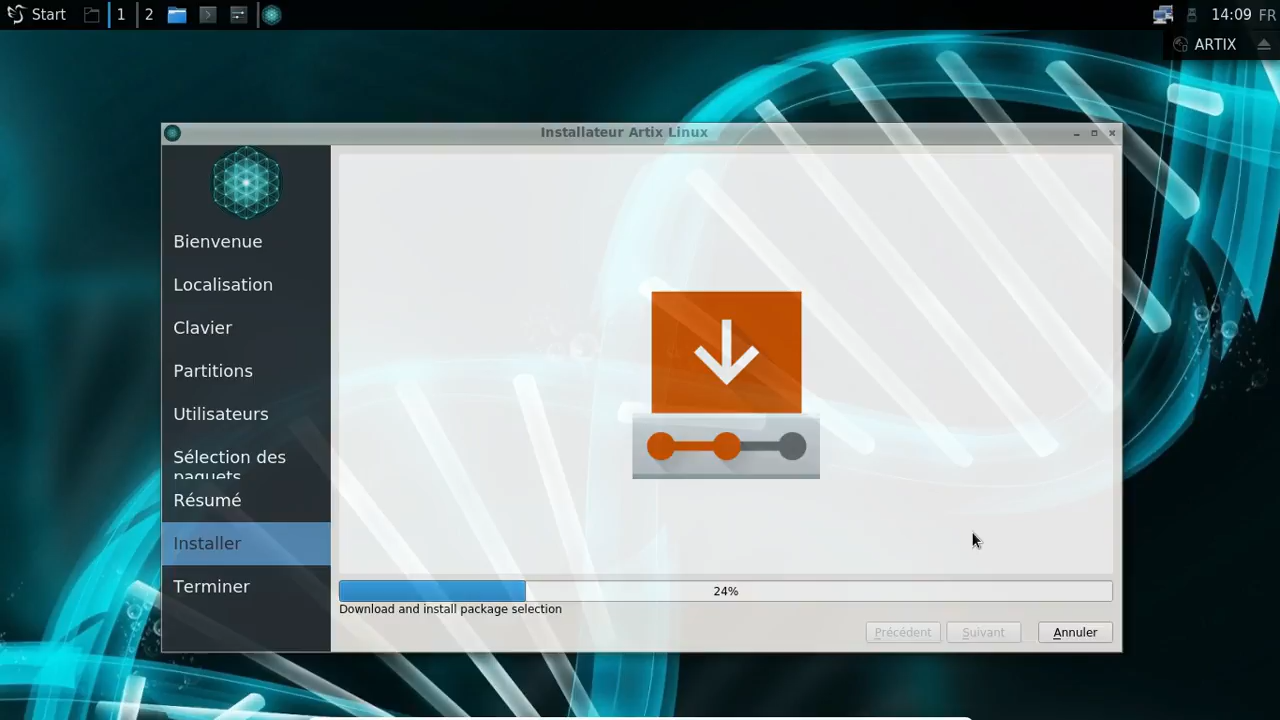 Start
1
2
14:09 FR
ARTIX
Installateur Artix Linux
Bienvenue
Localisation
Clavier
Partitions
Utilisateurs
Sélection des
paquets
Résumé
Installer
Terminer
24%
Download and install package selection
Précédent
Suivant
Annuler